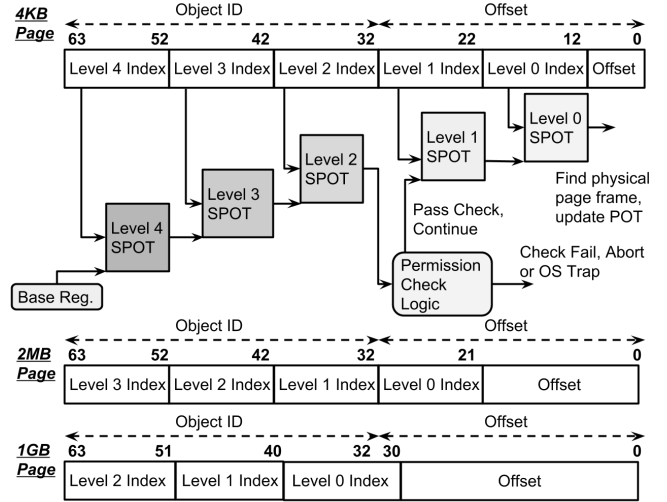 4KB Page
Object ID
Offset
63 52 42 32 22 12 0
Level 4 Index Level 3 Index Level 2 Index Level 1 Index Level 0 Index Offset
Level 4 SPOT
Level 3 SPOT
Level 2 SPOT
Level 1 SPOT
Level 0 SPOT
Base Reg.
Find physical
page frame,
update POT
Pass Check,
Continue
Permission
Check
Logic
Check Fail, Abort
or OS Trap
2MB Page
Object ID
Offset
63 52 42 32 21 0
Level 3 Index Level 2 Index Level 1 Index Level 0 Index Offset
1GB Page
Object ID
Offset
63 51 40 32 30 0
Level 2 Index Level 1 Index Level 0 Index Offset